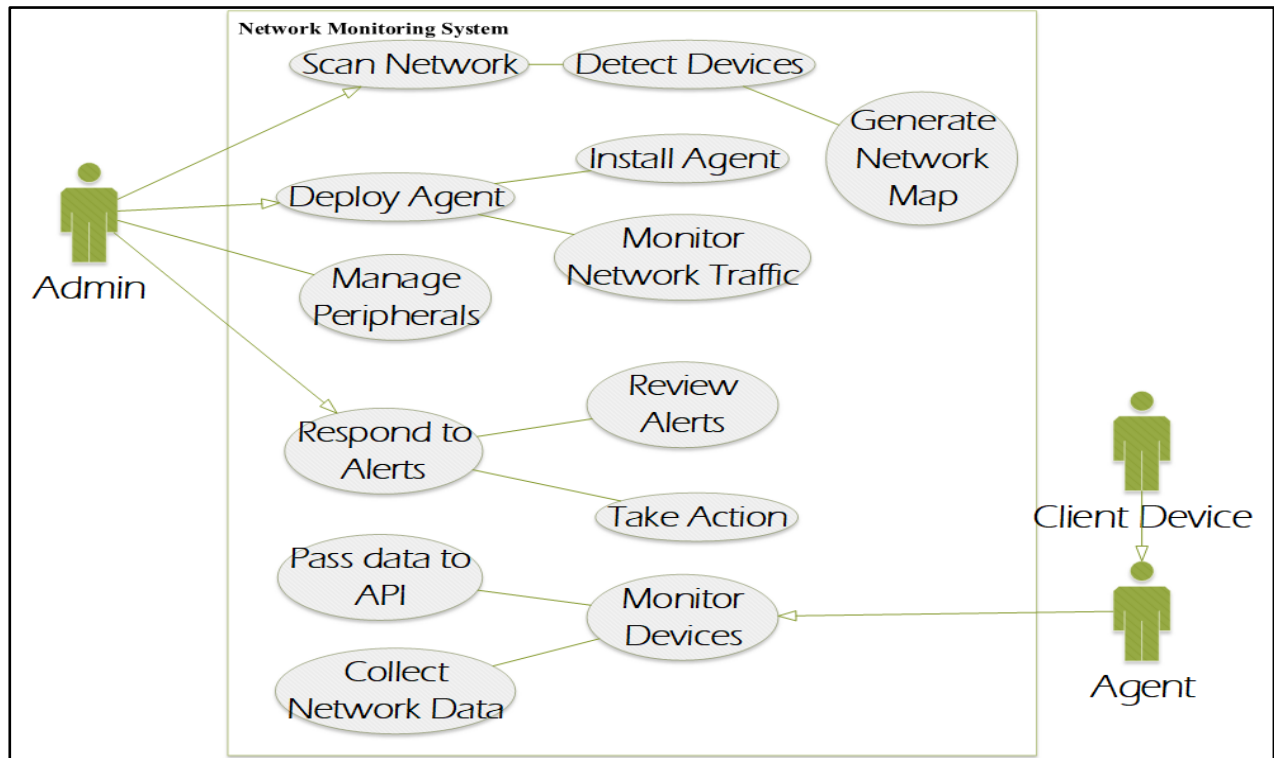 Network Monitoring System
Scan Network
Detect Devices
Generate
Network
Map
Install Agent
Deploy Agent
Monitor
Network Traffic
Admin
Manage
Peripherals
Review
Alerts
Respond to
Alerts
Take Action
Client Device
Pass data to
API
Monitor
Devices
Collect
Network Data
Agent